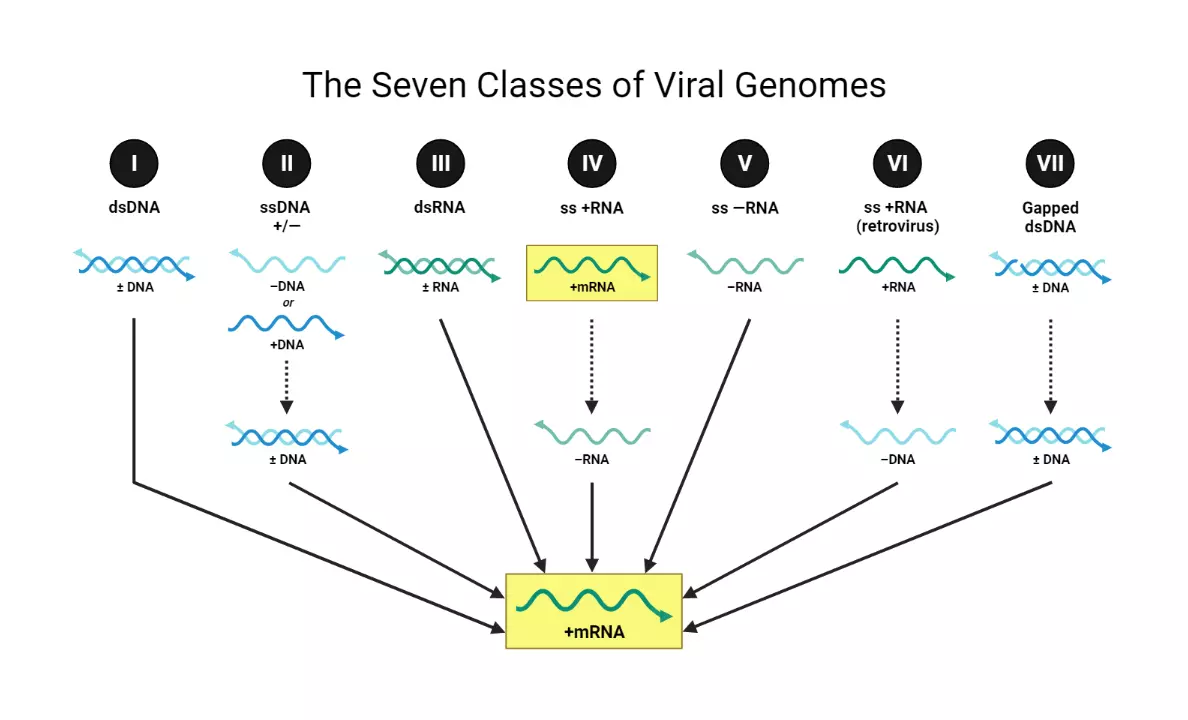 The Seven Classes of Viral Genomes
I
II
III
IV
V
VI
VII
dsDNA
ssDNA
+/—
dsRNA
ss +RNA
ss —RNA
ss +RNA
(retrovirus)
Gapped
dsDNA
± DNA
–DNA
or
+DNA
± RNA
+mRNA
–RNA
+RNA
± DNA
± DNA
–RNA
–DNA
± DNA
+mRNA